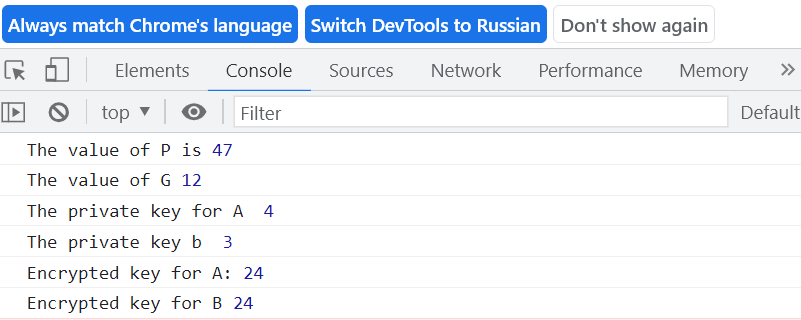 Always match Chrome's language Switch DevTools to Russian Don't show again
Elements Console Sources Network Performance Memory »
top ▼ Filter Default
The value of P is 47
The value of G 12
The private key for A  4
The private key b  3
Encrypted key for A: 24
Encrypted key for B 24